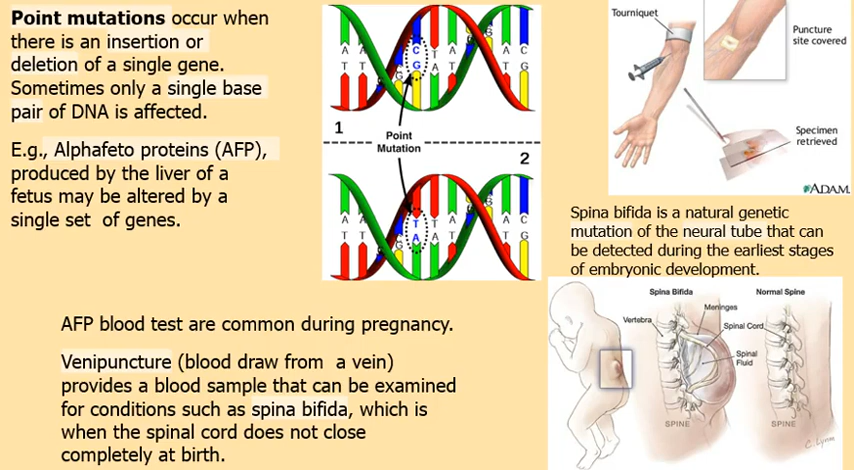 Point mutations occur when
there is an insertion or
deletion of a single gene.
Sometimes only a single base
pair of DNA is affected.
E.g., Alphafeto proteins (AFP),
produced by the liver of a
fetus may be altered by a
single set of genes.
C
G
A
T
A
T
T
A
A
T
C
G
1
Point
Mutation
2
T
A
A
T
A
T
T
A
A
T
C
G
Tourniquet
Puncture
site covered
Specimen
retrieved
ADAM.
Spina bifida is a natural genetic
mutation of the neural tube that can
be detected during the earliest stages
of embryonic development.
AFP blood test are common during pregnancy.
Venipuncture (blood draw from a vein)
provides a blood sample that can be examined
for conditions such as spina bifida, which is
when the spinal cord does not close
completely at birth.
Spina Bifida
Normal Spine
Meninges
Vertebra
Spinal Cord
Spinal
Fluid
SPINE
SPINE
C. Lynm